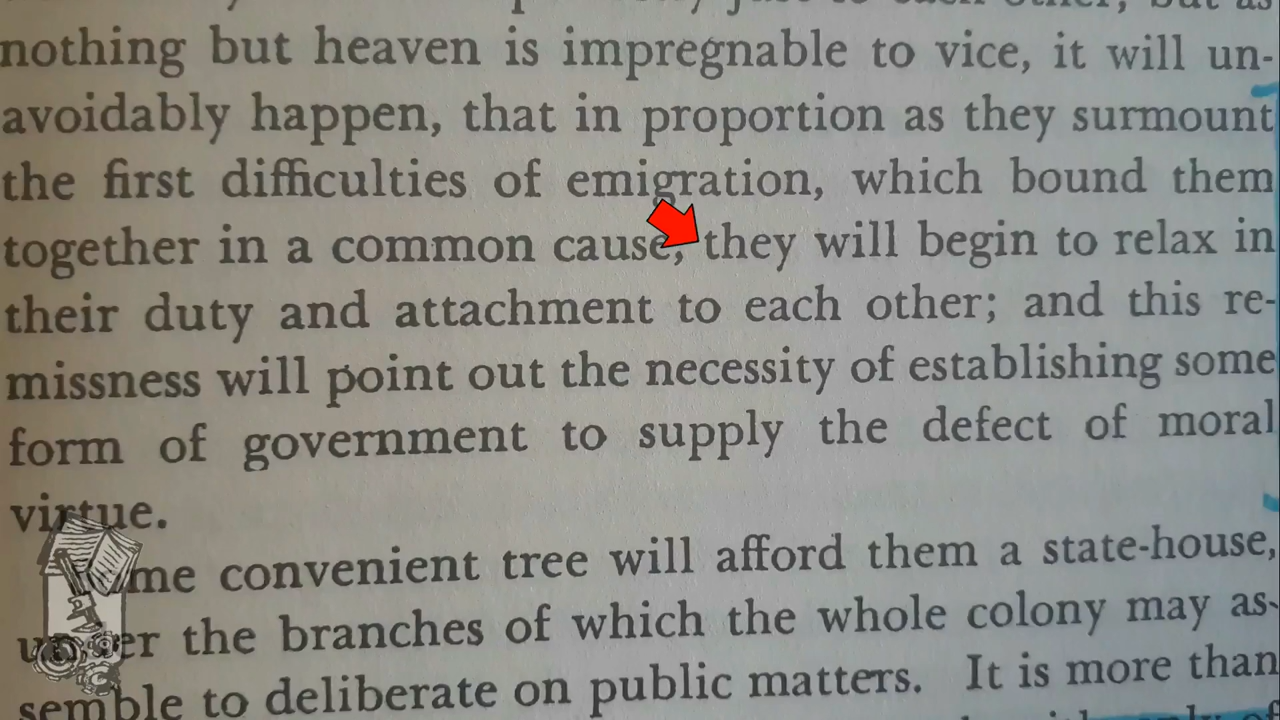 nothing but heaven is impregnable to vice, it will un-
avoidably happen, that in proportion as they surmount
the first difficulties of emigration, which bound them
together in a common cause, they will begin to relax in
their duty and attachment to each other; and this re-
missness will point out the necessity of establishing some
form of government to supply the defect of moral
virtue.
convenient tree will afford them a state-house,
the branches of which the whole colony may as-
semble to deliberate on public matters. It is more than